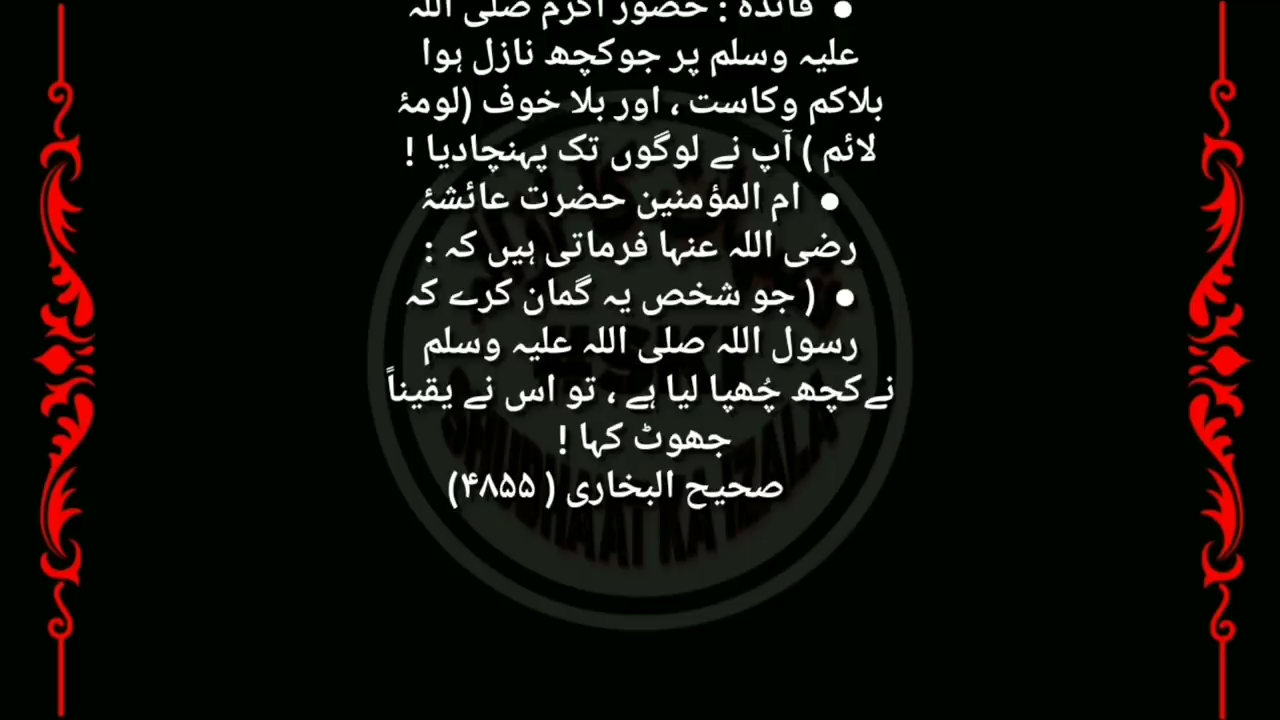 ● فائدہ : حضور اکرم صلی اللہ
علیہ وسلم پر جوکچھ نازل ہوا
بلاکم وکاست ، اور بلا خوف (لومۂ
لائم ) آپ نے لوگوں تک پہنچادیا !
● ام المؤمنین حضرت عائشۂ
رضی اللہ عنہا فرماتی ہیں کہ :
● ( جو شخص یہ گمان کرے کہ
رسول اللہ صلی اللہ علیہ وسلم
نےکچھ چُھپا لیا ہے ، تو اس نے یقیناً
جھوٹ کہا !
صحیح البخاری ( ۴۸۵۵)
SHUBHAAT KA IZALA